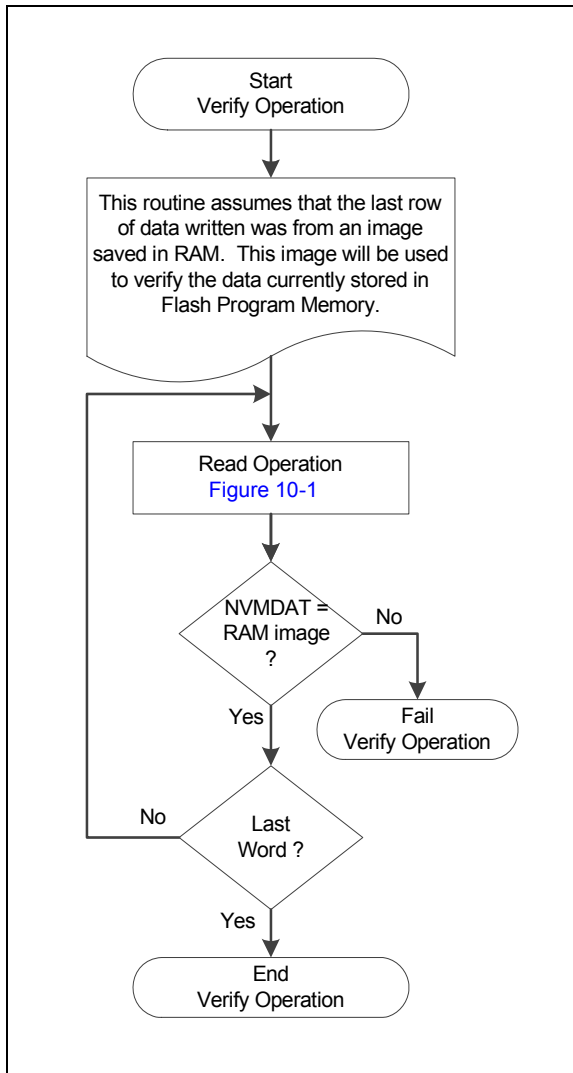 Start
Verify Operation
This routine assumes that the last row
of data written was from an image
saved in RAM. This image will be used
to verify the data currently stored in
Flash Program Memory.
Read Operation
Figure 10-1
NVMDAT =
RAM image
?
No
Yes
Fail
Verify Operation
No
Last
Word ?
Yes
End
Verify Operation